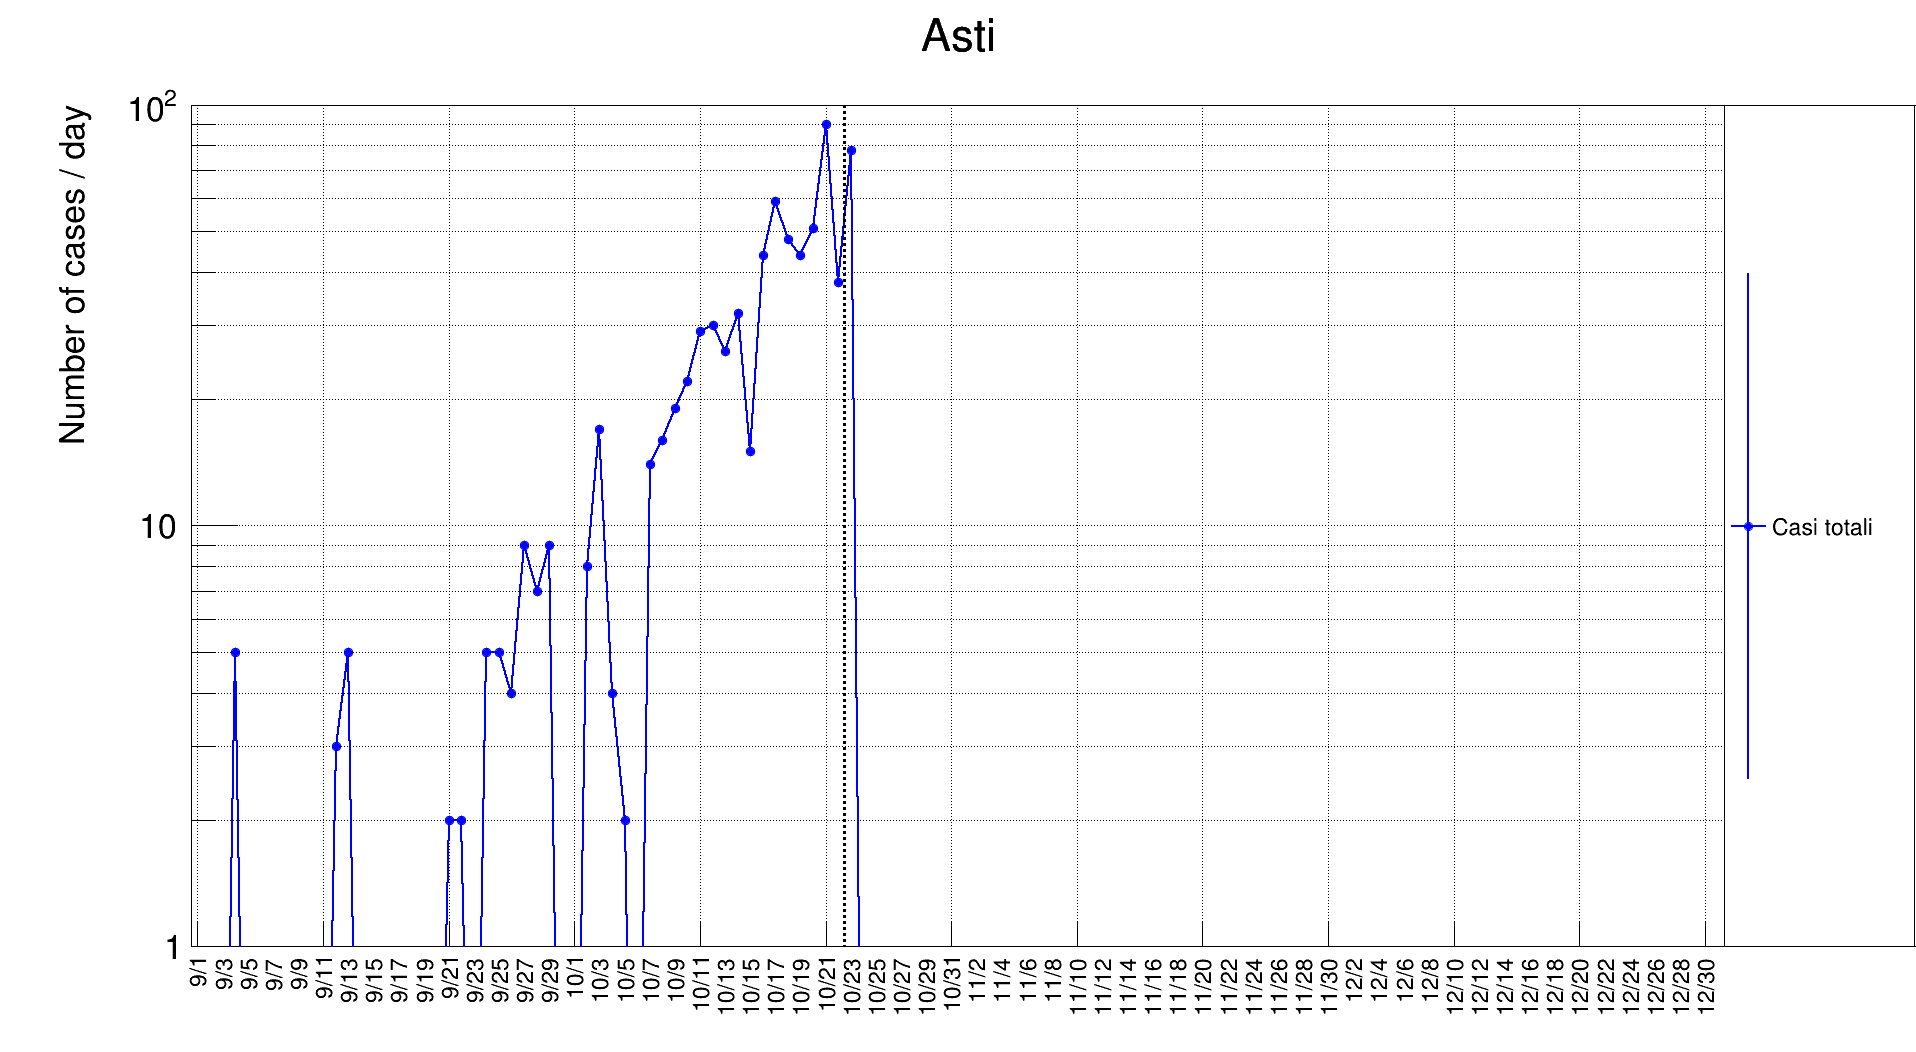 Asti
Number of cases / day
10²
10
1
9/1 9/3 9/5 9/7 9/9 9/11 9/13 9/15 9/17 9/19 9/21 9/23 9/25 9/27 9/29 10/1 10/3 10/5 10/7 10/9 10/11 10/13 10/15 10/17 10/19 10/21 10/23 10/25 10/27 10/29 10/31 11/2 11/4 11/6 11/8 11/10 11/12 11/14 11/16 11/18 11/20 11/22 11/24 11/26 11/28 11/30 12/2 12/4 12/6 12/8 12/10 12/12 12/14 12/16 12/18 12/20 12/22 12/24 12/26 12/28 12/30
Casi totali